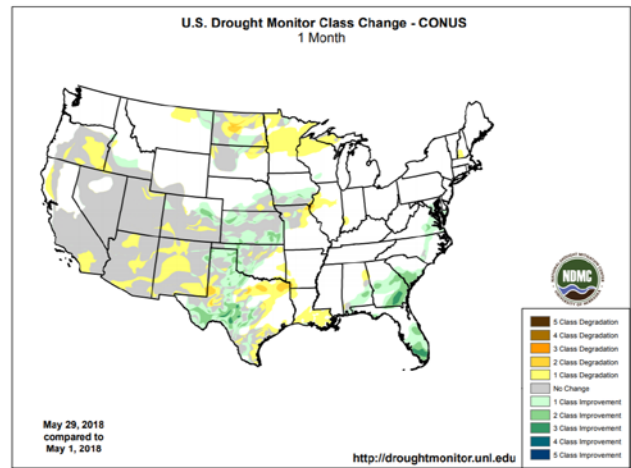 U.S. Drought Monitor Class Change - CONUS
1 Month
NDMC
5 Class Degradation
4 Class Degradation
3 Class Degradation
2 Class Degradation
1 Class Degradation
No Change
1 Class Improvement
2 Class Improvement
3 Class Improvement
4 Class Improvement
5 Class Improvement
May 29, 2018
compared to
May 1, 2018
http://droughtmonitor.unl.edu